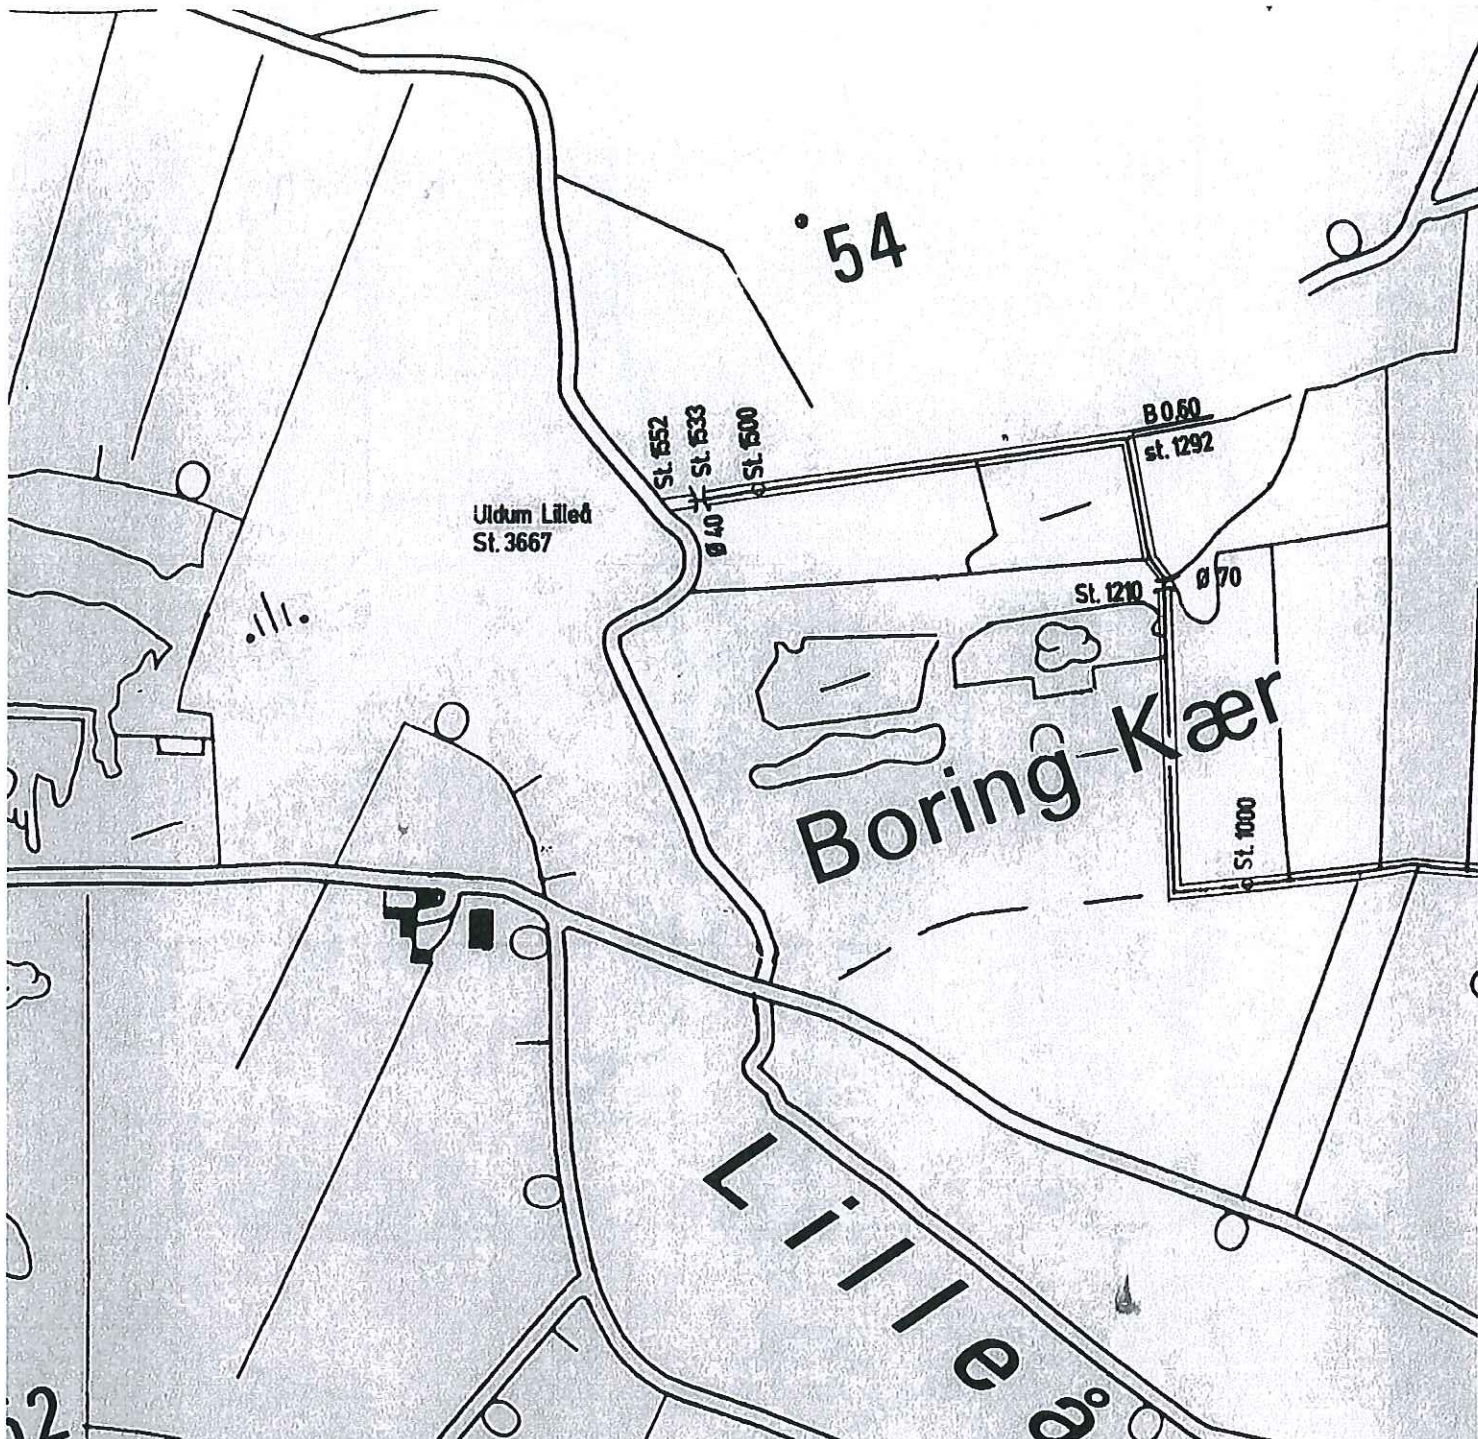 54
B 0,60
st. 1292
St. 1552
St. 1533
St. 1500
Uldum Lilleå
St. 3667
Ø 40
Ø 70
St. 1210
Boring Kær
St. 1000
Lilleå